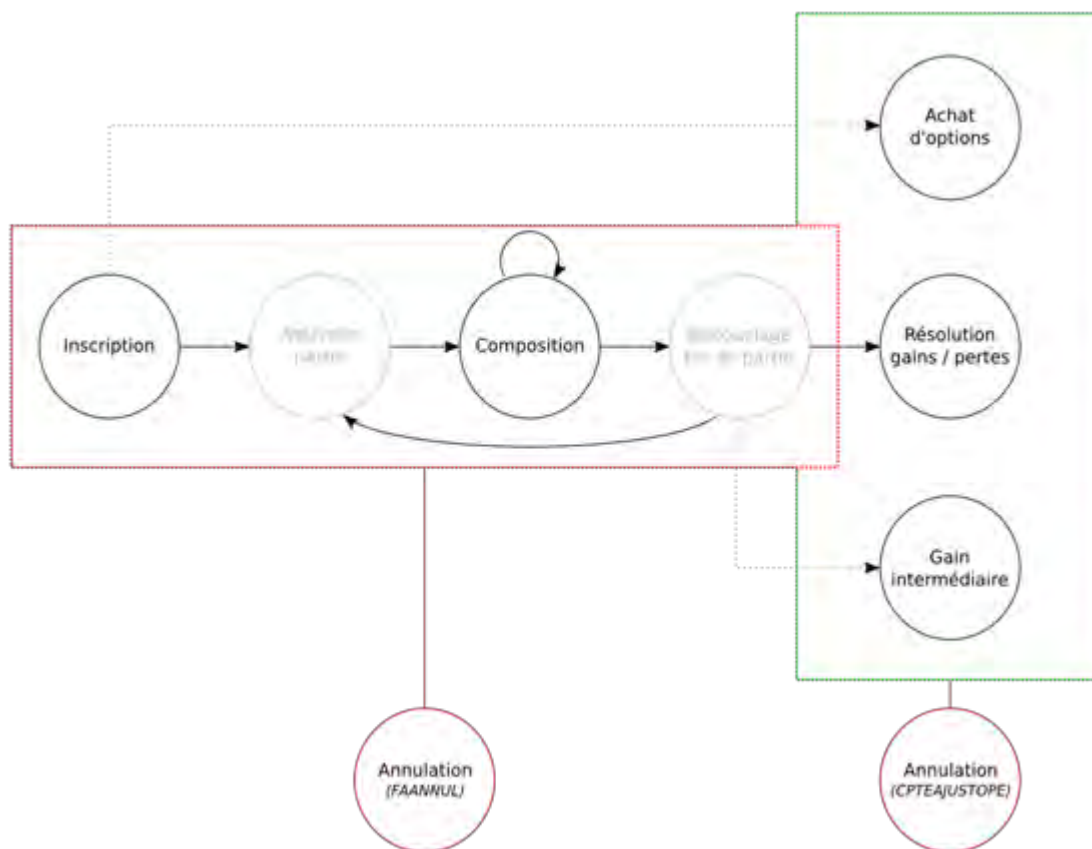 Achat
d'options
Inscription
Composition
Résolution
gains / pertes
Gain
intermédiaire
Annulation
(FAANNUL)
Annulation
(CPTEAJUSTOPE)